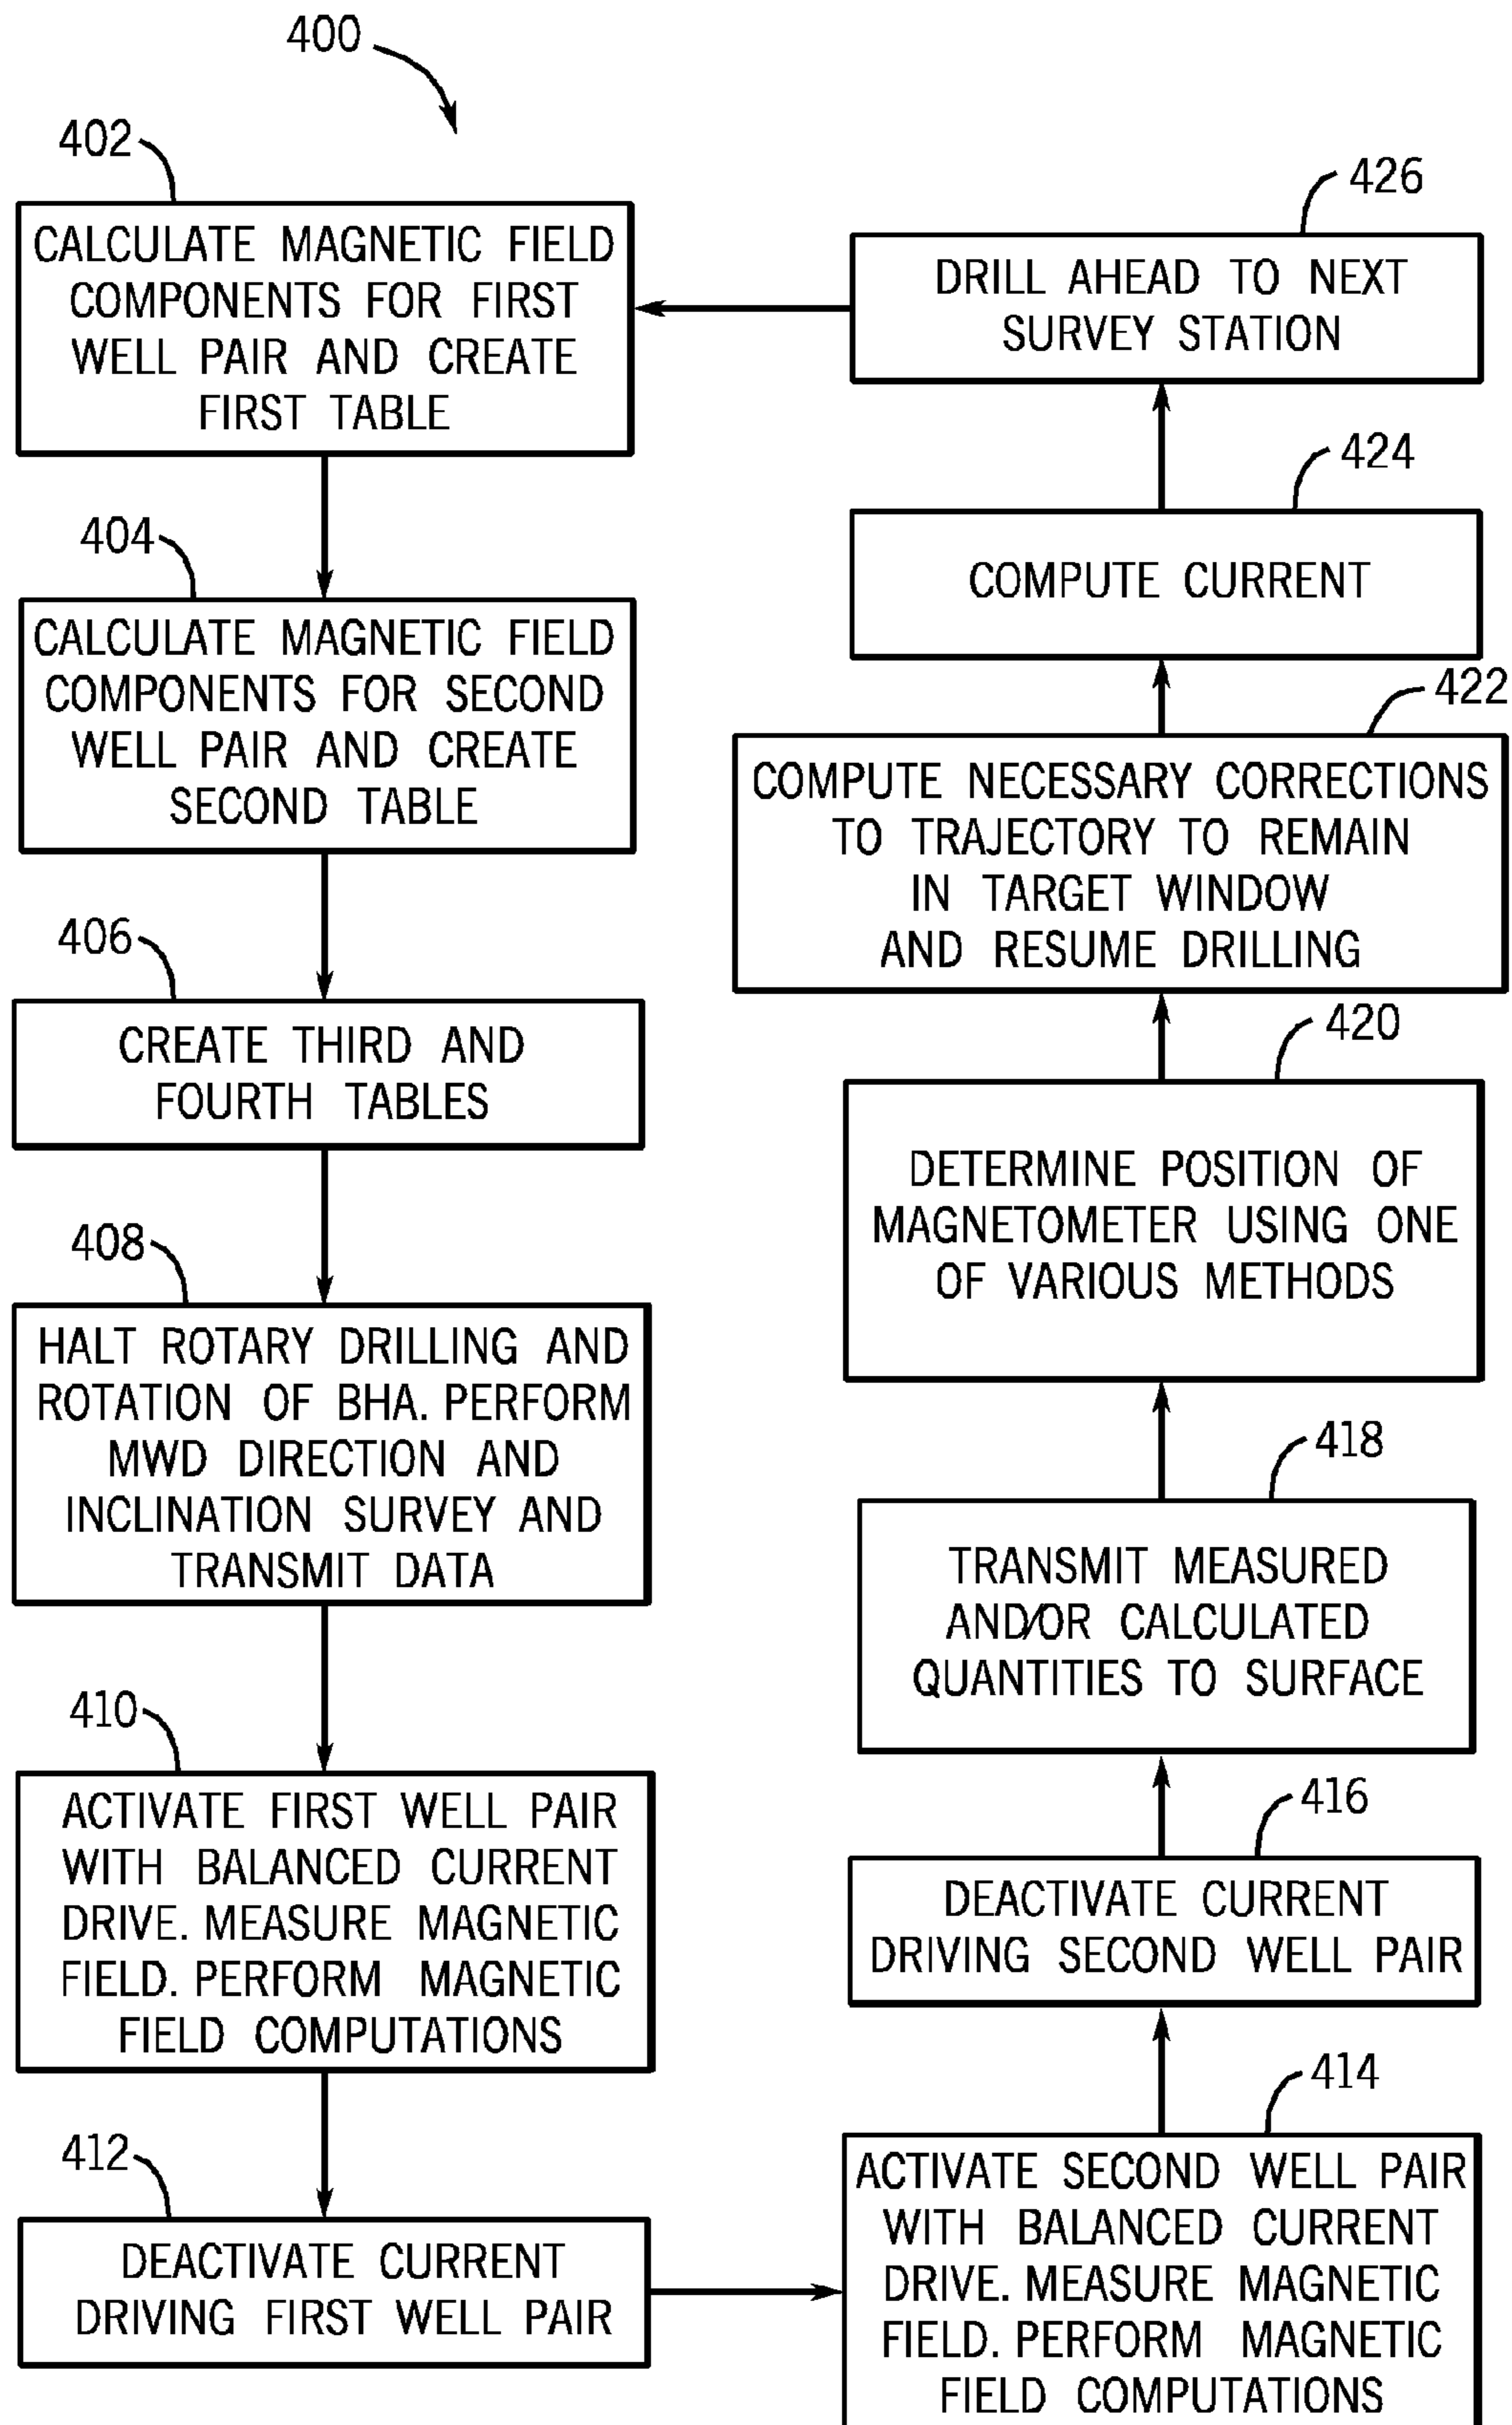 400
402
CALCULATE MAGNETIC FIELD
COMPONENTS FOR FIRST
WELL PAIR AND CREATE
FIRST TABLE
404
CALCULATE MAGNETIC FIELD
COMPONENTS FOR SECOND
WELL PAIR AND CREATE
SECOND TABLE
406
CREATE THIRD AND
FOURTH TABLES
408
HALT ROTARY DRILLING AND
ROTATION OF BHA. PERFORM
MWD DIRECTION AND
INCLINATION SURVEY AND
TRANSMIT DATA
410
ACTIVATE FIRST WELL PAIR
WITH BALANCED CURRENT
DRIVE. MEASURE MAGNETIC
FIELD. PERFORM MAGNETIC
FIELD COMPUTATIONS
412
DEACTIVATE CURRENT
DRIVING FIRST WELL PAIR
414
ACTIVATE SECOND WELL PAIR
WITH BALANCED CURRENT
DRIVE. MEASURE MAGNETIC
FIELD. PERFORM MAGNETIC
FIELD COMPUTATIONS
416
DEACTIVATE CURRENT
DRIVING SECOND WELL PAIR
418
TRANSMIT MEASURED
AND/OR CALCULATED
QUANTITIES TO SURFACE
420
DETERMINE POSITION OF
MAGNETOMETER USING ONE
OF VARIOUS METHODS
422
COMPUTE NECESSARY CORRECTIONS
TO TRAJECTORY TO REMAIN
IN TARGET WINDOW
AND RESUME DRILLING
424
COMPUTE CURRENT
426
DRILL AHEAD TO NEXT
SURVEY STATION